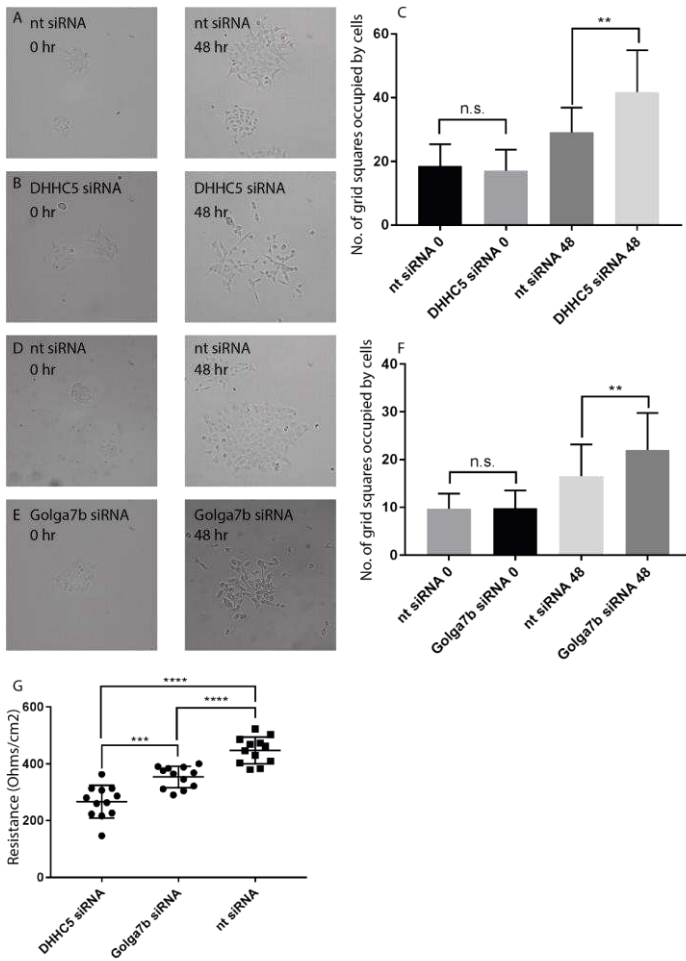 A
nt siRNA
0 hr
nt siRNA
48 hr
B
DHHC5 siRNA
0 hr
DHHC5 siRNA
48 hr
C
No. of grid squares occupied by cells
60
40
20
0
n.s.
**
nt siRNA 0
DHHC5 siRNA 0
nt siRNA 48
DHHC5 siRNA 48
D
nt siRNA
0 hr
nt siRNA
48 hr
E
Golga7b siRNA
0 hr
Golga7b siRNA
48 hr
F
No. of grid squares occupied by cells
40
30
20
10
0
n.s.
**
nt siRNA 0
Golga7b siRNA 0
nt siRNA 48
Golga7b siRNA 48
G
Resistance (Ohms/cm2)
600
400
200
0
****
****
***
DHHC5 siRNA
Golga7b siRNA
nt siRNA